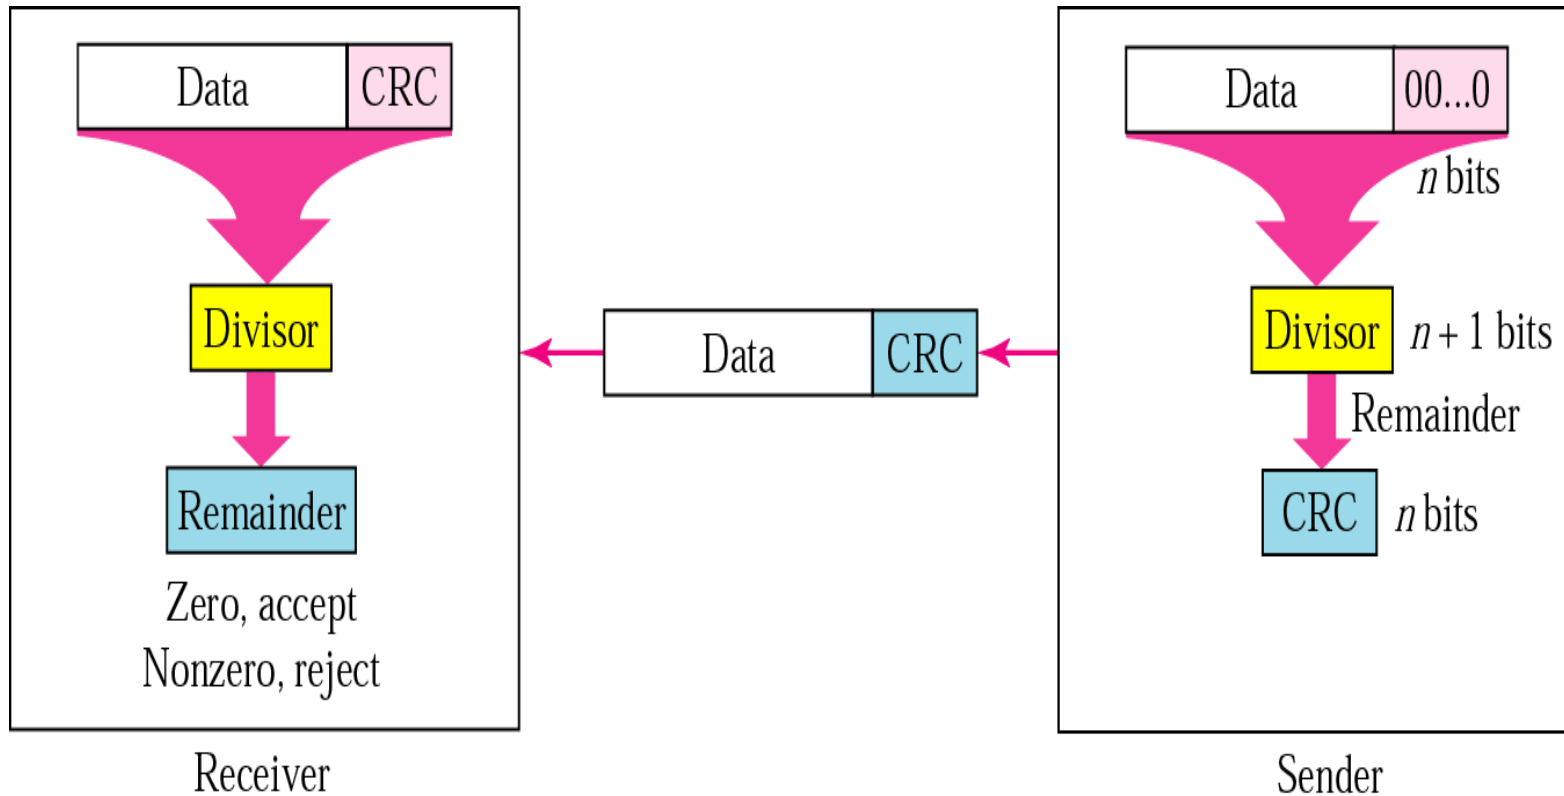 Data CRC
Divisor
Remainder
Zero, accept
Nonzero, reject
Receiver
Data CRC
Data 00...0
n bits
Divisor n + 1 bits
Remainder
CRC n bits
Sender